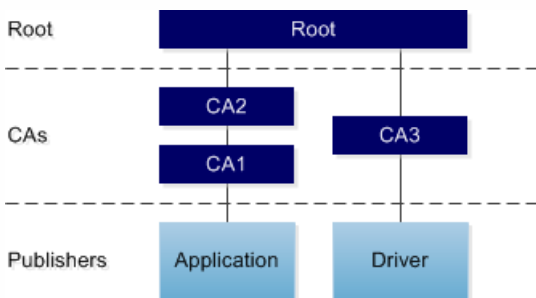 Root Root
CA2
CAs CA3
CA1
Publishers Application Driver